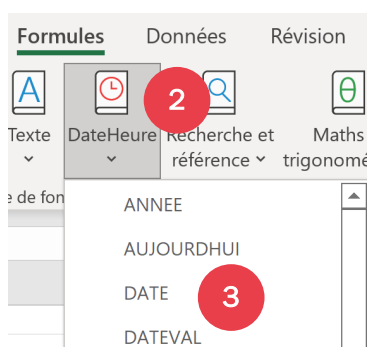 Formules Données Révision
A 2 θ
Texte DateHeure Recherche et Maths
référence trigonomé
e de fon
ANNEE
AUJOURDHUI
DATE 3
DATEVAL